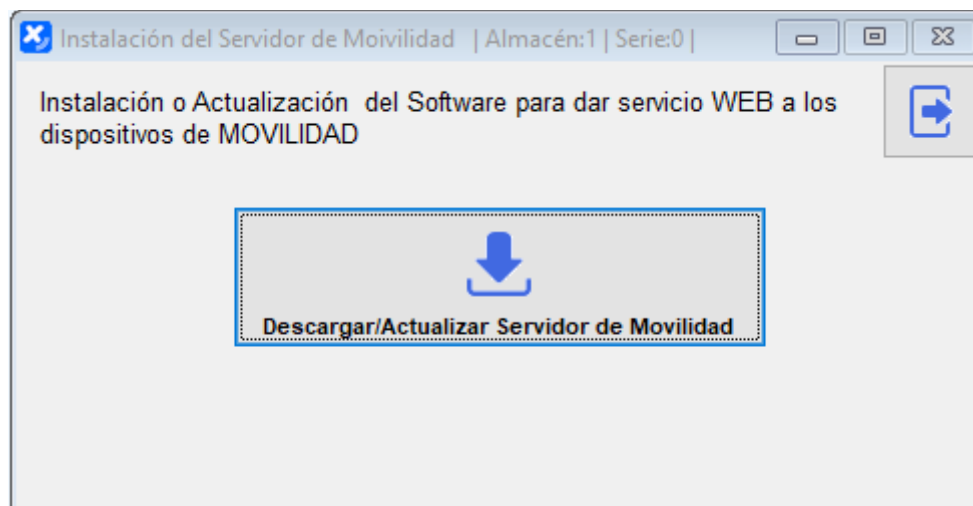 Instalación del Servidor de Moivilidad | Almacén:1 | Serie:0 |
Instalación o Actualización del Software para dar servicio WEB a los
dispositivos de MOVILIDAD
Descargar/Actualizar Servidor de Movilidad